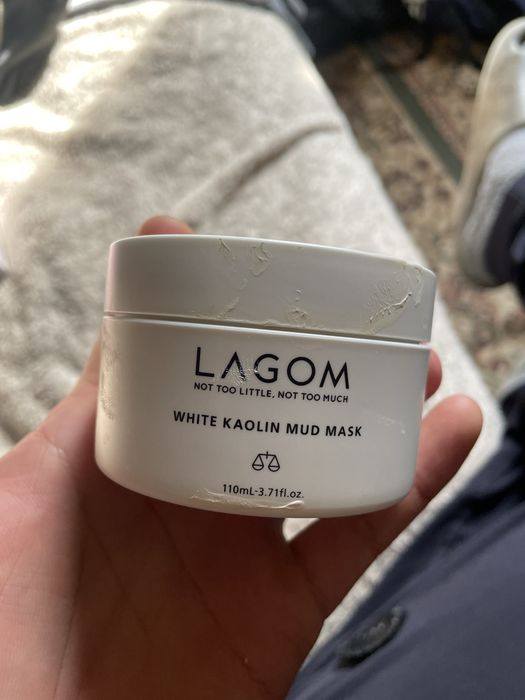 LAGOM
NOT TOO LITTLE, NOT TOO MUCH
WHITE KAOLIN MUD MASK
110mL-3.71fl.oz.